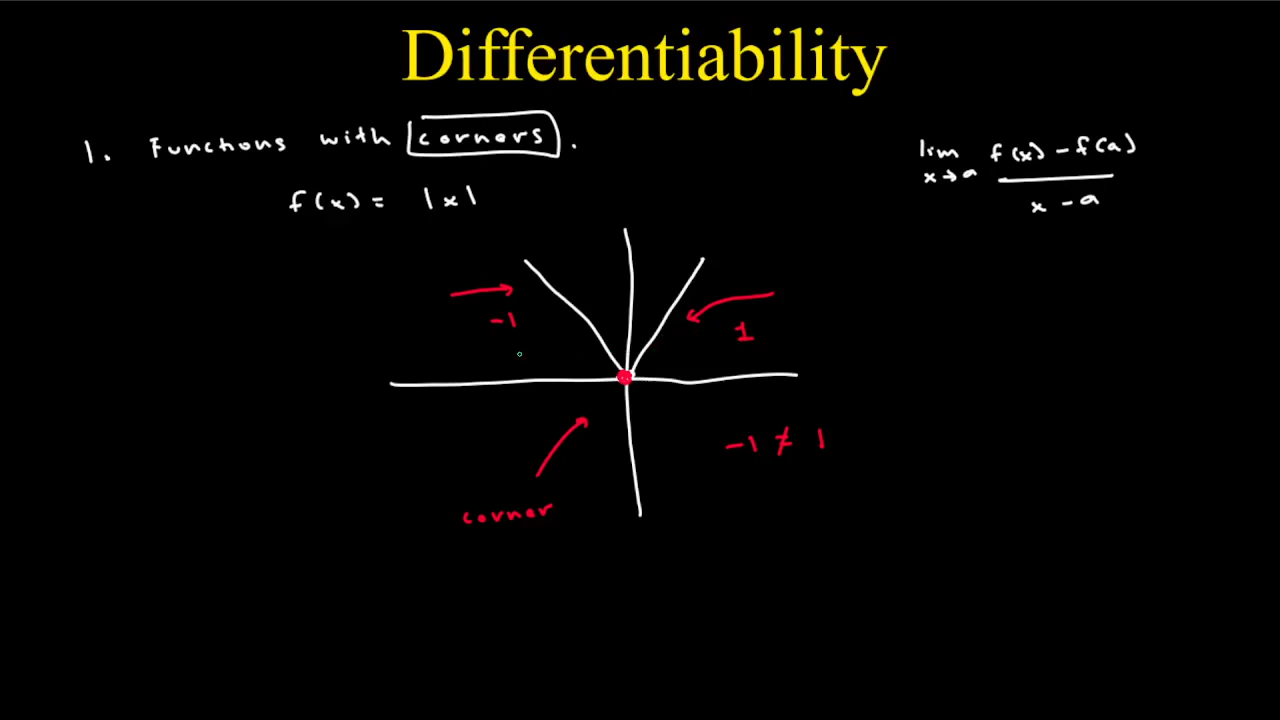 Differentiability
1. Functions with corners.
f(x) = |x|
lim x→a f(x) - f(a) / x - a
-1
1
-1 ≠ 1
corner